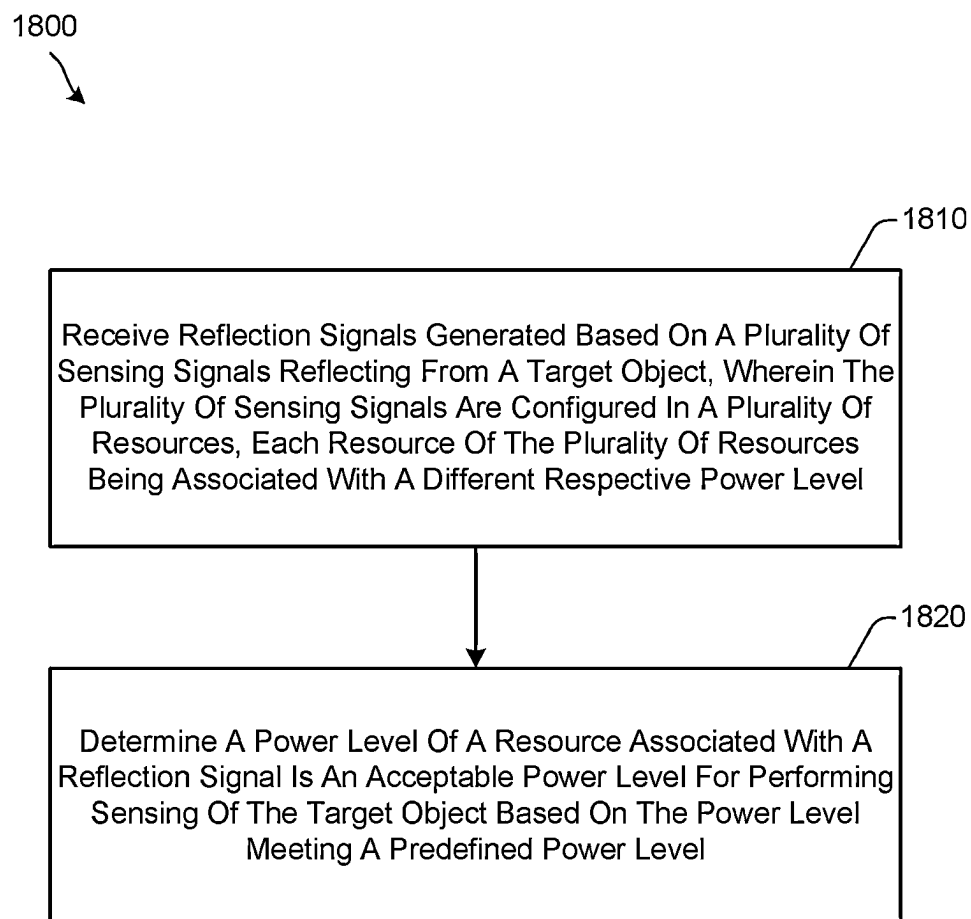 1800
1810
Receive Reflection Signals Generated Based On A Plurality Of
Sensing Signals Reflecting From A Target Object, Wherein The
Plurality Of Sensing Signals Are Configured In A Plurality Of
Resources, Each Resource Of The Plurality Of Resources
Being Associated With A Different Respective Power Level
1820
Determine A Power Level Of A Resource Associated With A
Reflection Signal Is An Acceptable Power Level For Performing
Sensing Of The Target Object Based On The Power Level
Meeting A Predefined Power Level